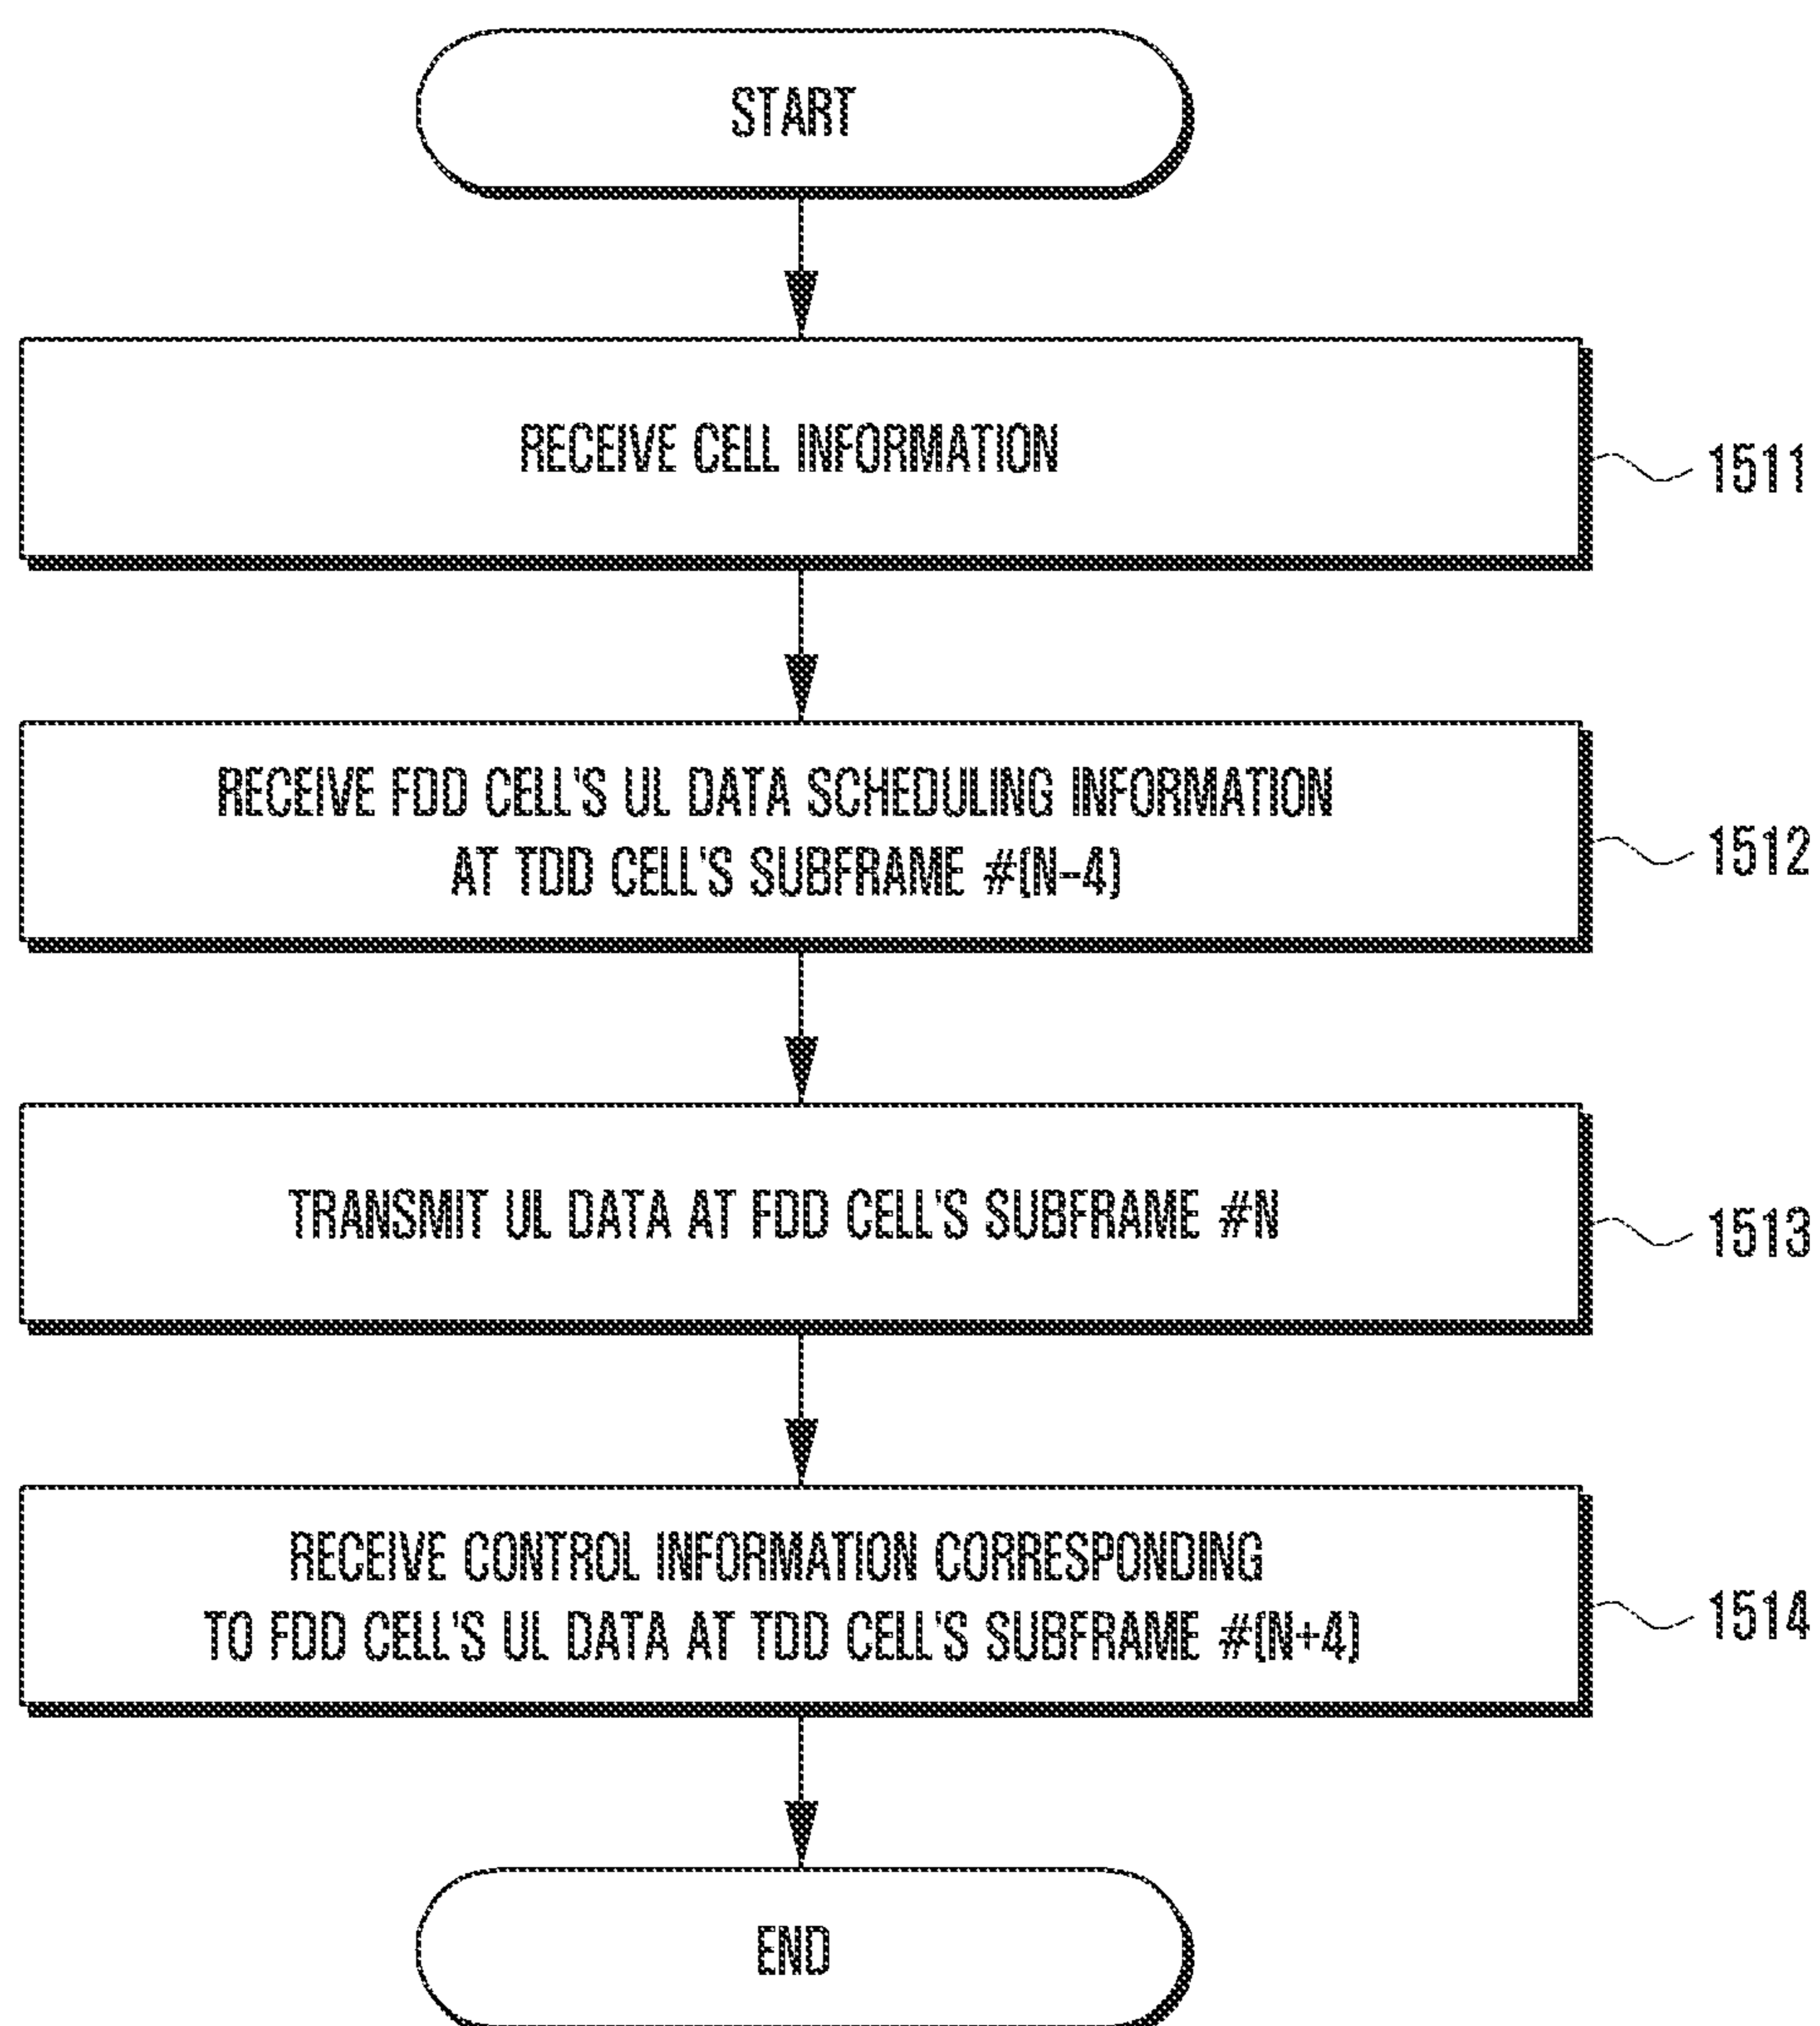 START
RECEIVE CELL INFORMATION
1511
RECEIVE FDD CELL'S UL DATA SCHEDULING INFORMATION
AT TDD CELL'S SUBFRAME #(N-4)
1512
TRANSMIT UL DATA AT FDD CELL'S SUBFRAME #N
1513
RECEIVE CONTROL INFORMATION CORRESPONDING
TO FDD CELL'S UL DATA AT TDD CELL'S SUBFRAME #(N+4)
1514
END